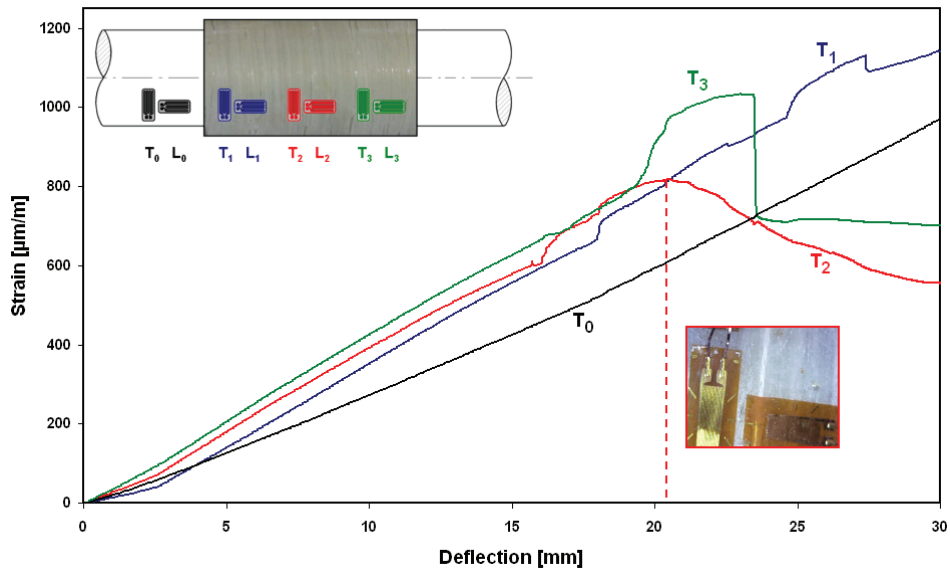 1200
1000
800
600
400
200
0
Strain [µm/m]
T₀ L₀ T₁ L₁ T₂ L₂ T₃ L₃
T₁
T₃
T₂
T₀
0 5 10 15 20 25 30
Deflection [mm]